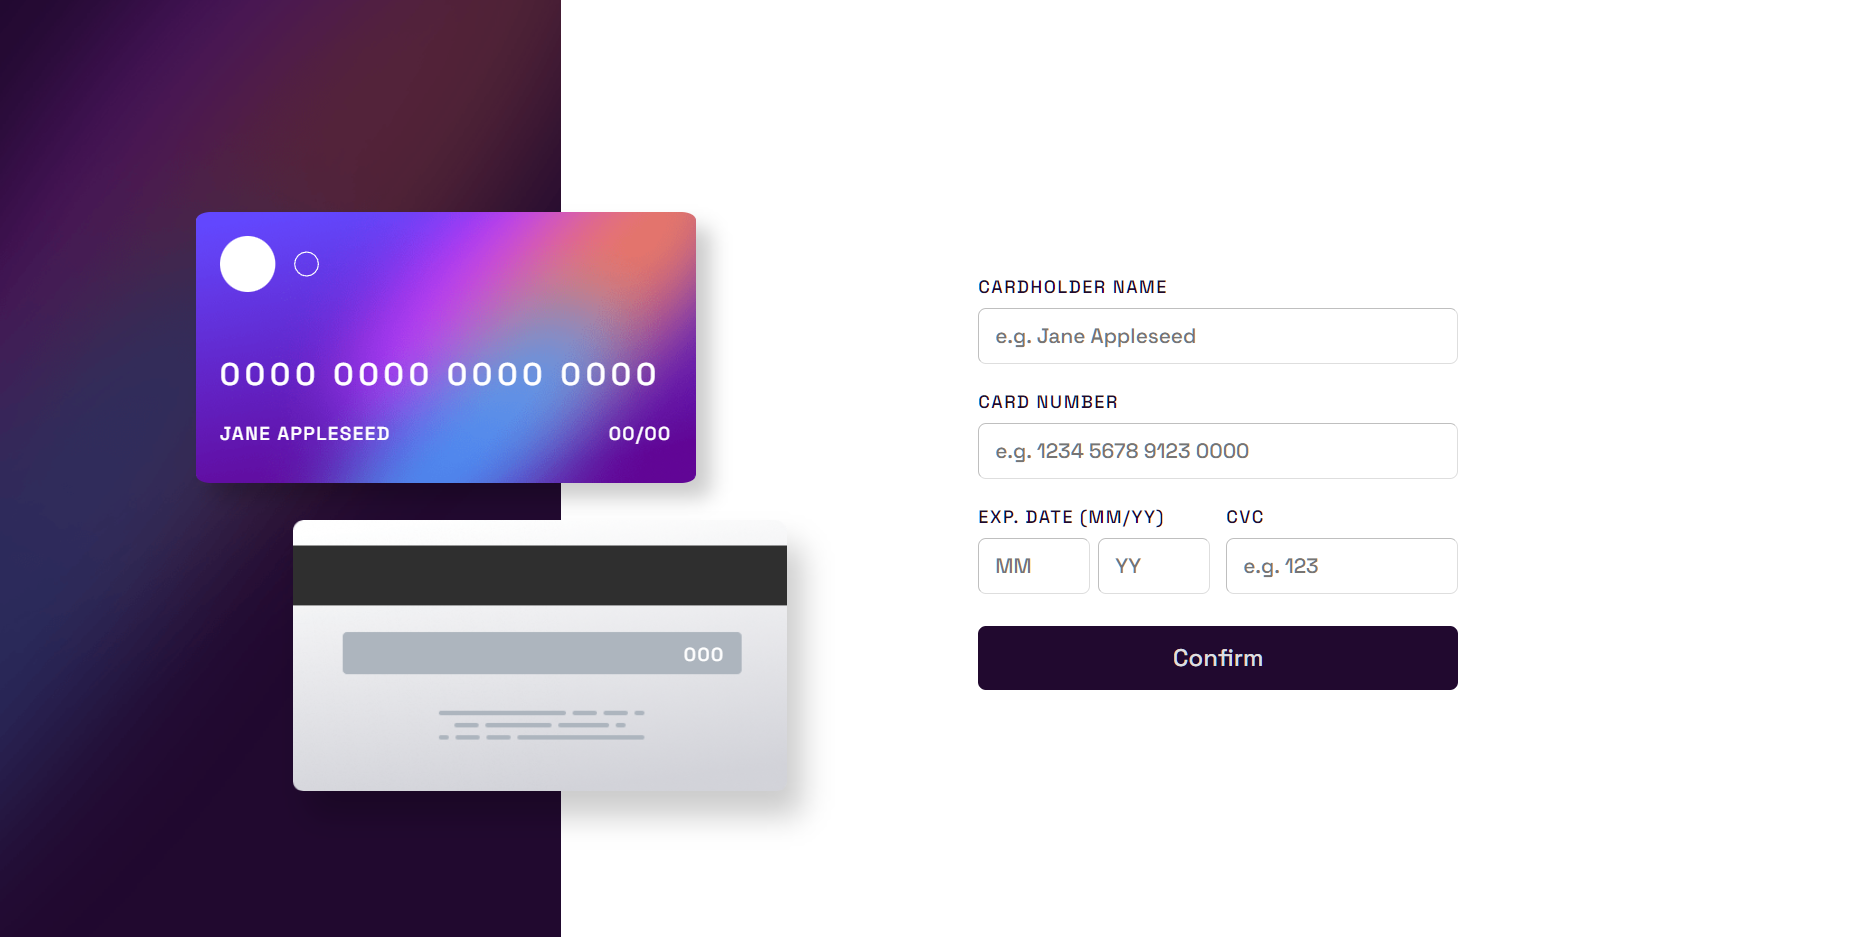 0000 0000 0000 0000
JANE APPLESEED 00/00
000
CARDHOLDER NAME
e.g. Jane Appleseed
CARD NUMBER
e.g. 1234 5678 9123 0000
EXP. DATE (MM/YY) CVC
MM YY e.g. 123
Confirm